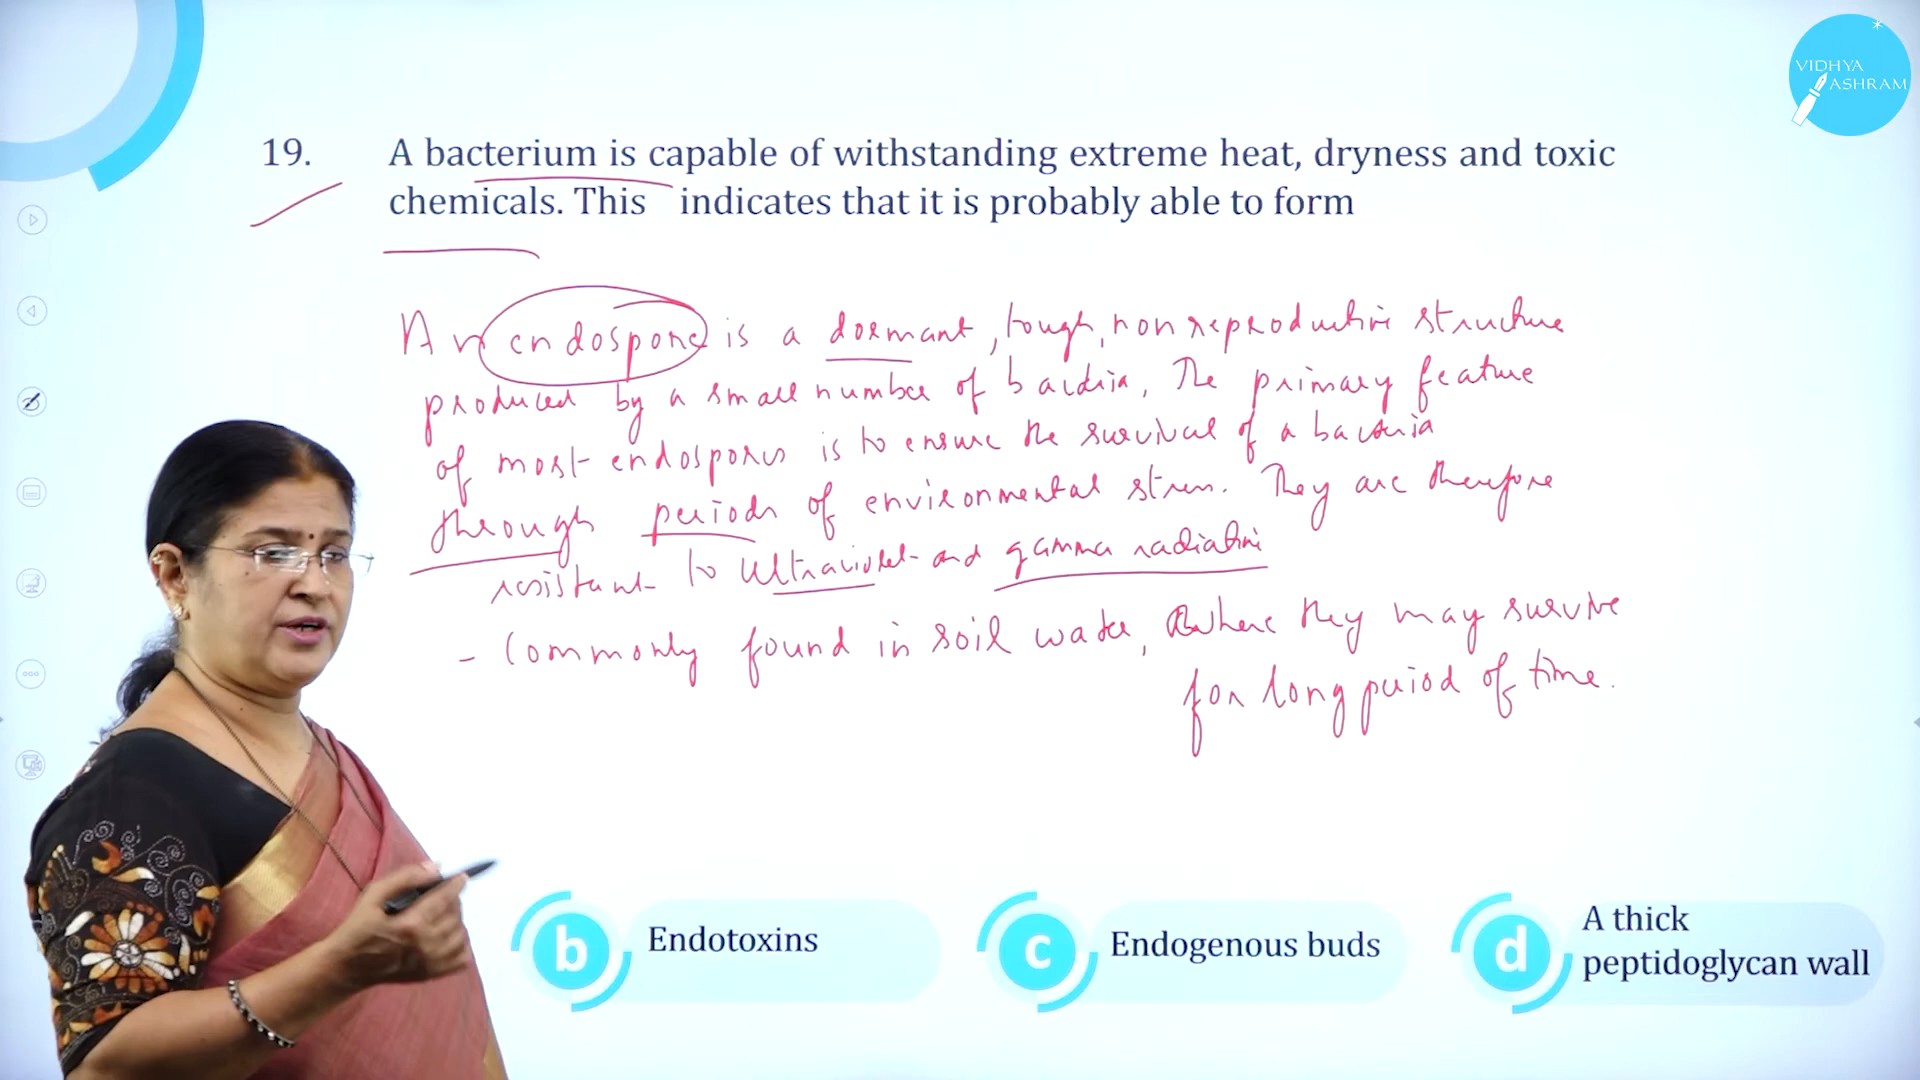 VIDHYA
ASHRAM
19. A bacterium is capable of withstanding extreme heat, dryness and toxic
chemicals. This indicates that it is probably able to form
An endospore is a dormant, tough, non reproductive structure
produced by a small number of bacteria, The primary feature
of most endospores is to ensure the survival of a bacteria
through periods of environmental stress. They are therefore
resistant to ultraviolet and gamma radiation
- Commonly found in soil water, where they may survive
for long period of time.
b Endotoxins
c Endogenous buds
d A thick
peptidoglycan wall